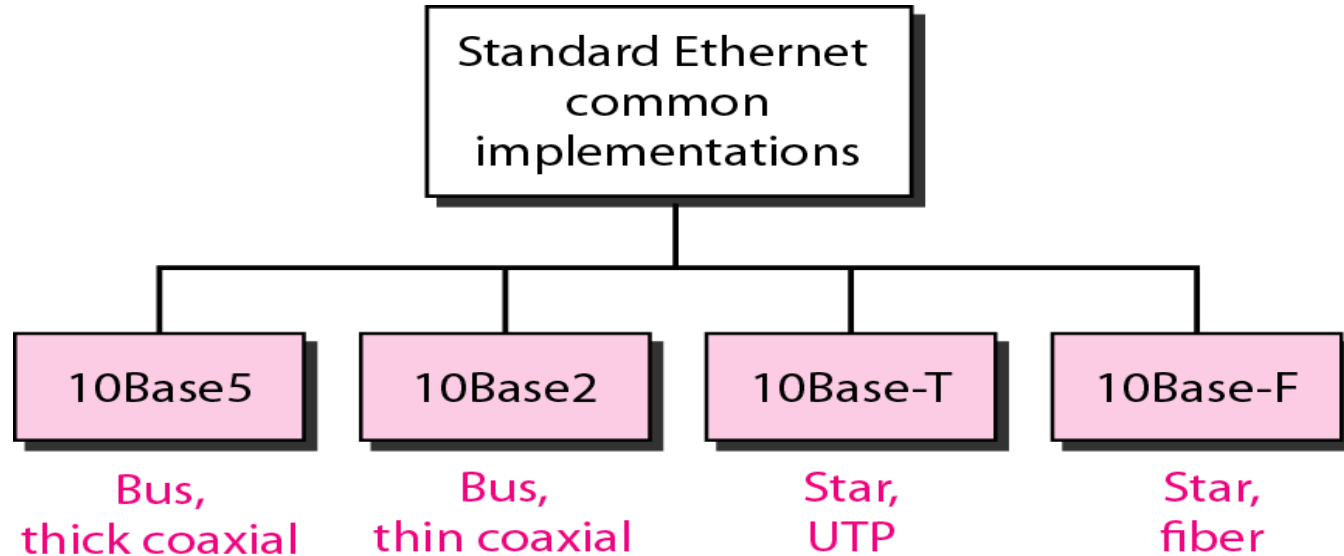 Standard Ethernet
common
implementations
10Base5
10Base2
10Base-T
10Base-F
Bus,
thick coaxial
Bus,
thin coaxial
Star,
UTP
Star,
fiber